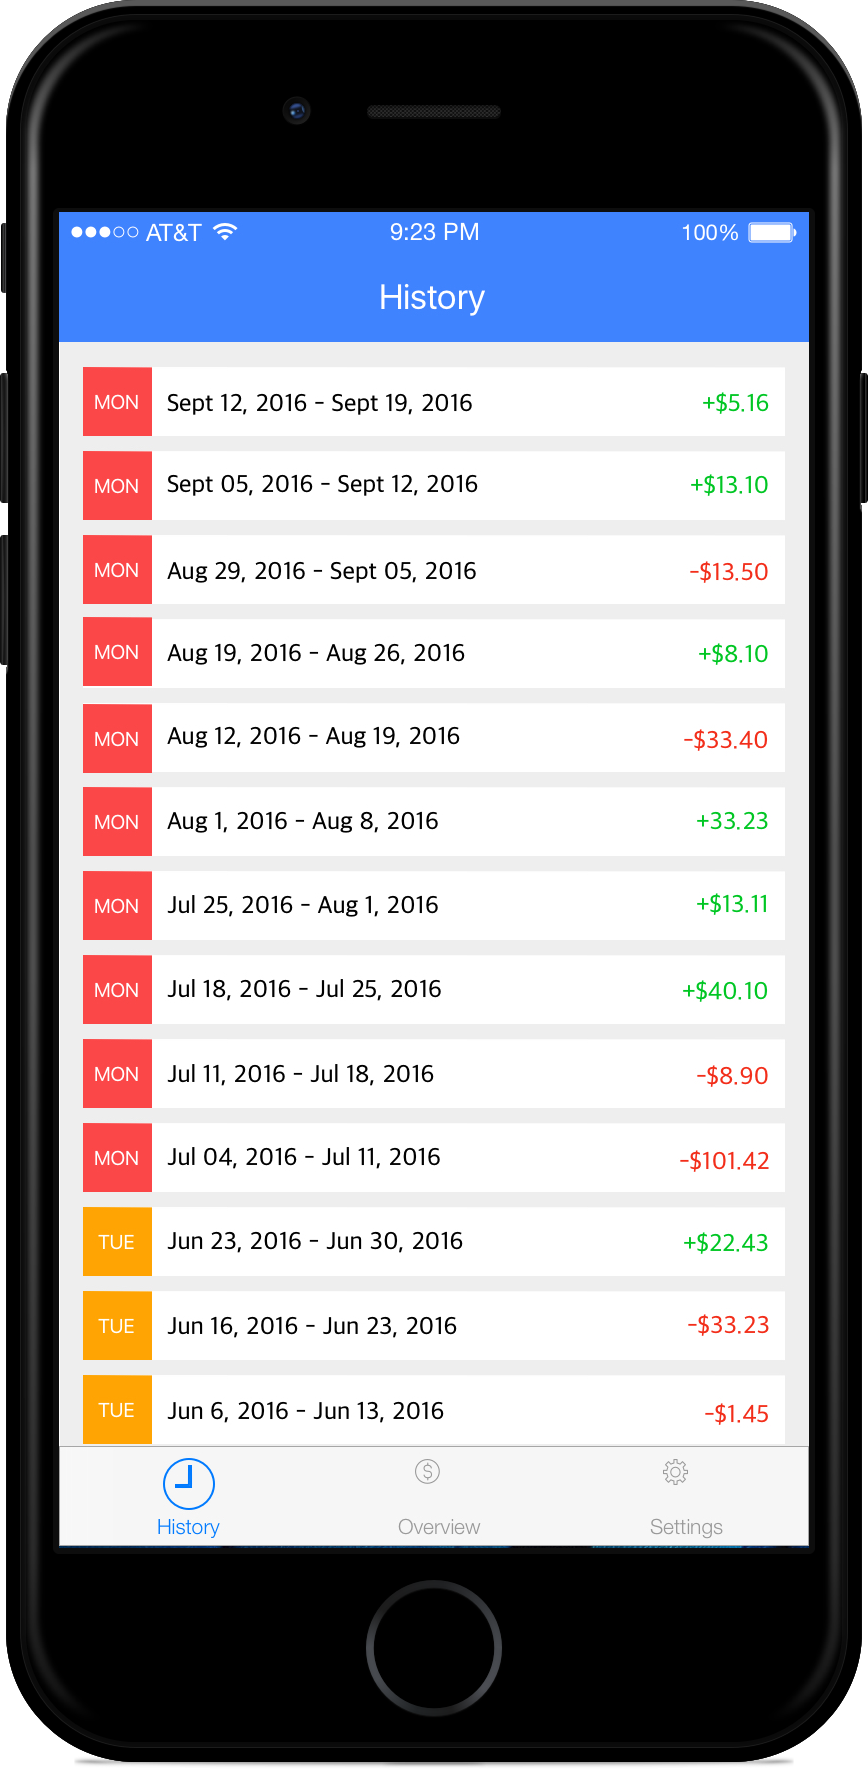 AT&T 9:23 PM 100%
History
MON Sept 12, 2016 - Sept 19, 2016 +$5.16
MON Sept 05, 2016 - Sept 12, 2016 +$13.10
MON Aug 29, 2016 - Sept 05, 2016 -$13.50
MON Aug 19, 2016 - Aug 26, 2016 +$8.10
MON Aug 12, 2016 - Aug 19, 2016 -$33.40
MON Aug 1, 2016 - Aug 8, 2016 +33.23
MON Jul 25, 2016 - Aug 1, 2016 +$13.11
MON Jul 18, 2016 - Jul 25, 2016 +$40.10
MON Jul 11, 2016 - Jul 18, 2016 -$8.90
MON Jul 04, 2016 - Jul 11, 2016 -$101.42
TUE Jun 23, 2016 - Jun 30, 2016 +$22.43
TUE Jun 16, 2016 - Jun 23, 2016 -$33.23
TUE Jun 6, 2016 - Jun 13, 2016 -$1.45
$
History Overview Settings